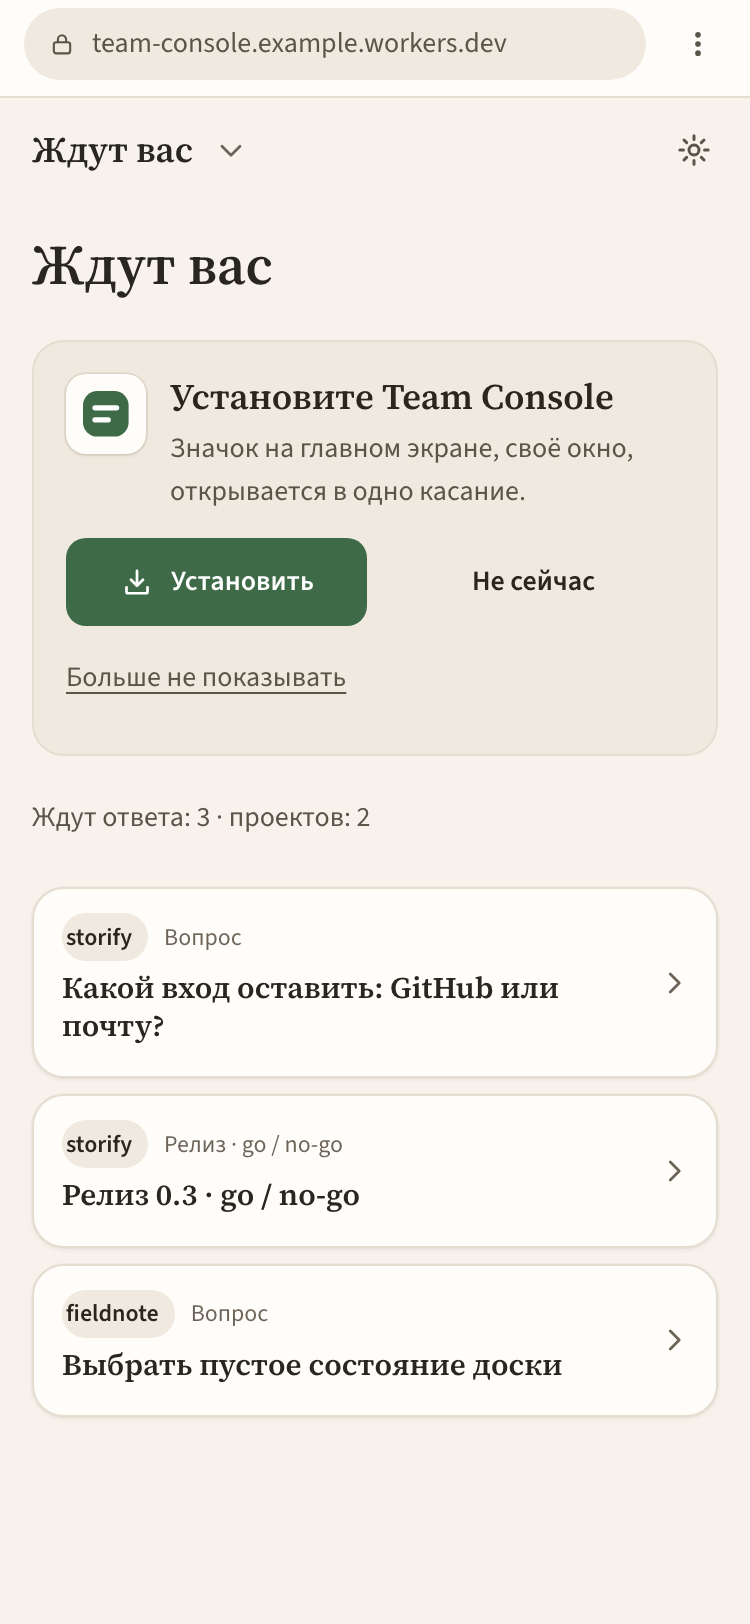 team-console.example.workers.dev
Ждут вас
Ждут вас
Установите Team Console
Значок на главном экране, своё окно,
открывается в одно касание.
Установить
Не сейчас
Больше не показывать
Ждут ответа: 3 · проектов: 2
storify Вопрос
Какой вход оставить: GitHub или
почту?
storify Релиз · go / no-go
Релиз 0.3 · go / no-go
fieldnote Вопрос
Выбрать пустое состояние доски